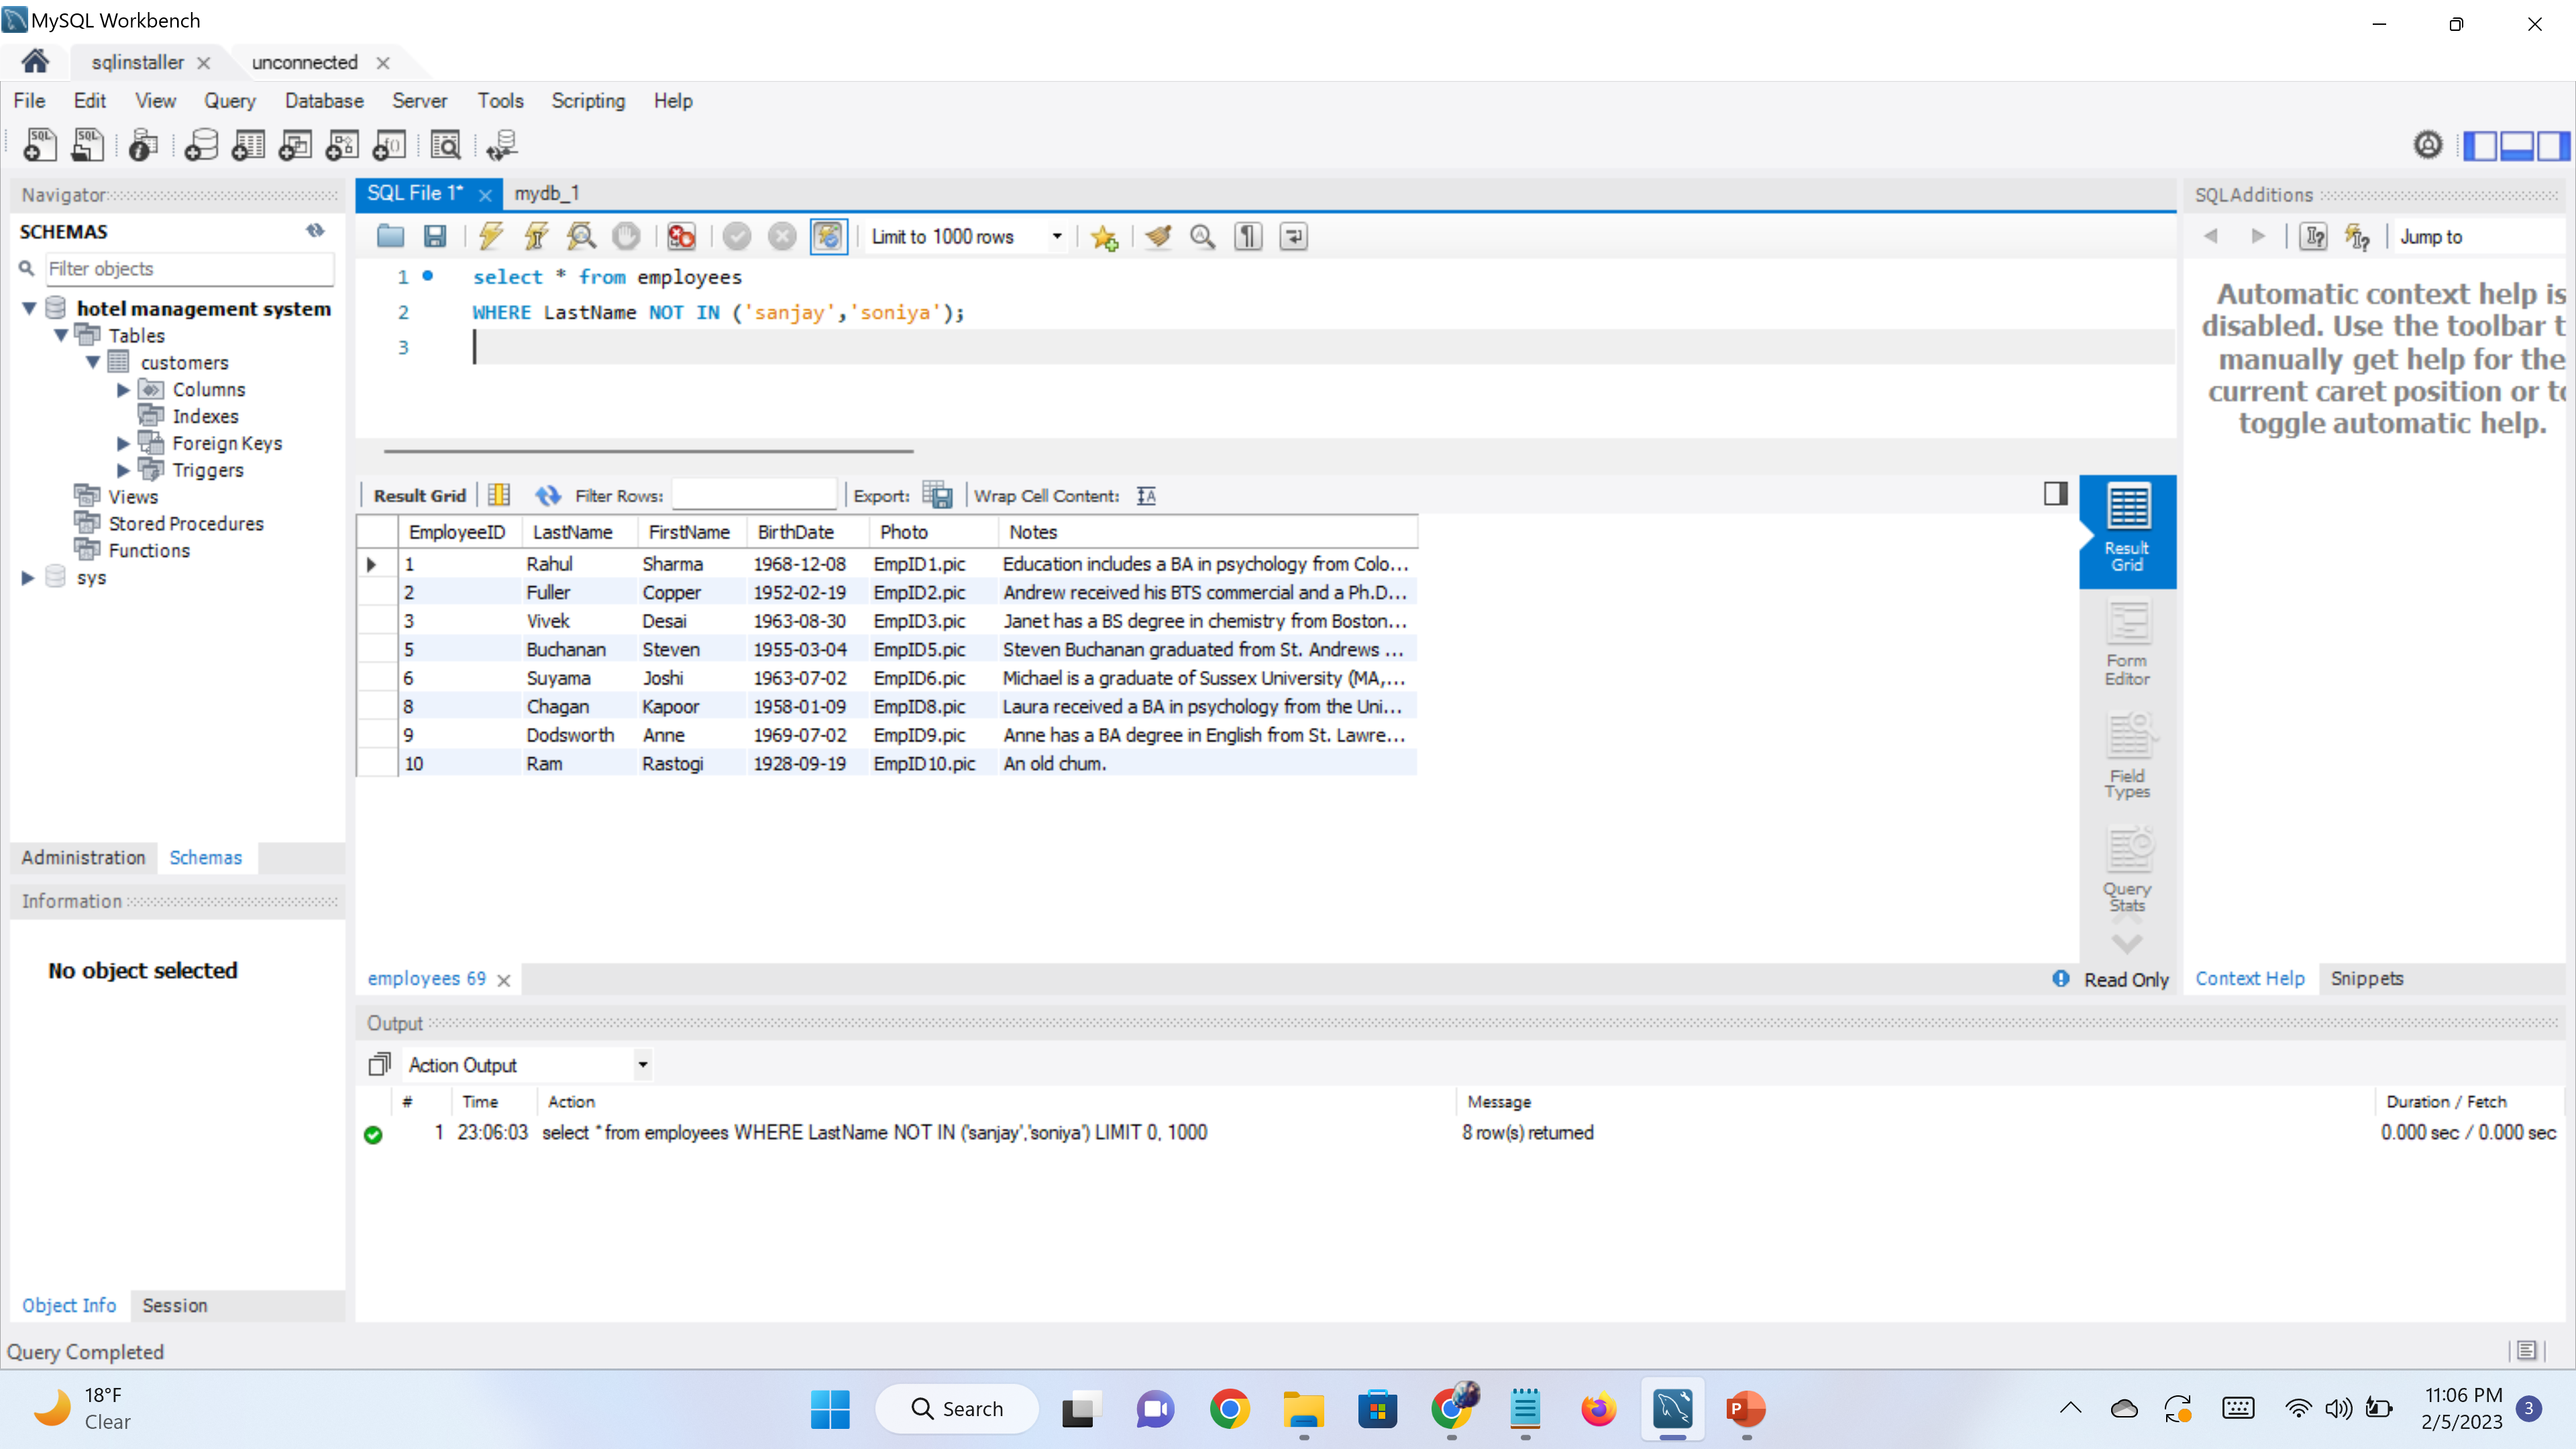 MySQL Workbench
sqlinstaller
unconnected
File Edit View Query Database Server Tools Scripting Help
Navigator
SCHEMAS
Filter objects
hotel management system
Tables
customers
Columns
Indexes
Foreign Keys
Triggers
Views
Stored Procedures
Functions
sys
Administration Schemas
Information
No object selected
Object Info Session
SQL File 1* mydb_1
Limit to 1000 rows
1 select * from employees
2 WHERE LastName NOT IN ('sanjay','soniya');
3
Result Grid Filter Rows: Export: Wrap Cell Content:
EmployeeID LastName FirstName BirthDate Photo Notes
1 Rahul Sharma 1968-12-08 EmpID1.pic Education includes a BA in psychology from Colo...
2 Fuller Copper 1952-02-19 EmpID2.pic Andrew received his BTS commercial and a Ph.D...
3 Vivek Desai 1963-08-30 EmpID3.pic Janet has a BS degree in chemistry from Boston...
5 Buchanan Steven 1955-03-04 EmpID5.pic Steven Buchanan graduated from St. Andrews ...
6 Suyama Joshi 1963-07-02 EmpID6.pic Michael is a graduate of Sussex University (MA,...
8 Chagan Kapoor 1958-01-09 EmpID8.pic Laura received a BA in psychology from the Uni...
9 Dodsworth Anne 1969-07-02 EmpID9.pic Anne has a BA degree in English from St. Lawre...
10 Ram Rastogi 1928-09-19 EmpID10.pic An old chum.
Result
Grid
Form
Editor
Field
Types
Query
Stats
employees 69
Read Only
SQLAdditions
Jump to
Automatic context help is
disabled. Use the toolbar t
manually get help for the
current caret position or to
toggle automatic help.
Context Help Snippets
Output
Action Output
# Time Action Message Duration / Fetch
1 23:06:03 select * from employees WHERE LastName NOT IN ('sanjay','soniya') LIMIT 0, 1000 8 row(s) returned 0.000 sec / 0.000 sec
Query Completed
18°F
Clear
Search
11:06 PM
2/5/2023
3